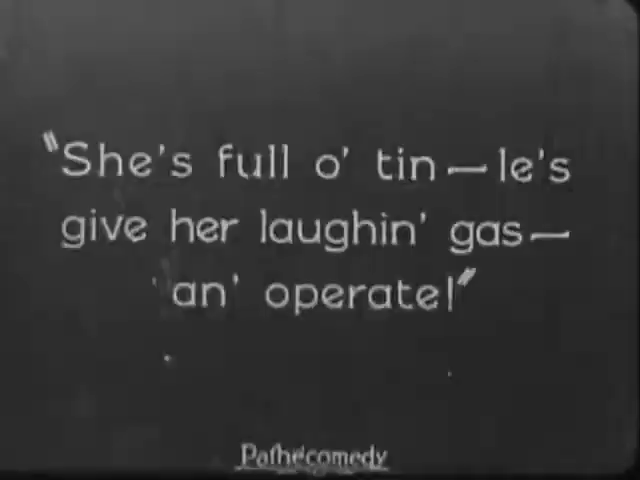 "She's full o' tin — le's
give her laughin' gas —
an' operate!"
Pathécomedy